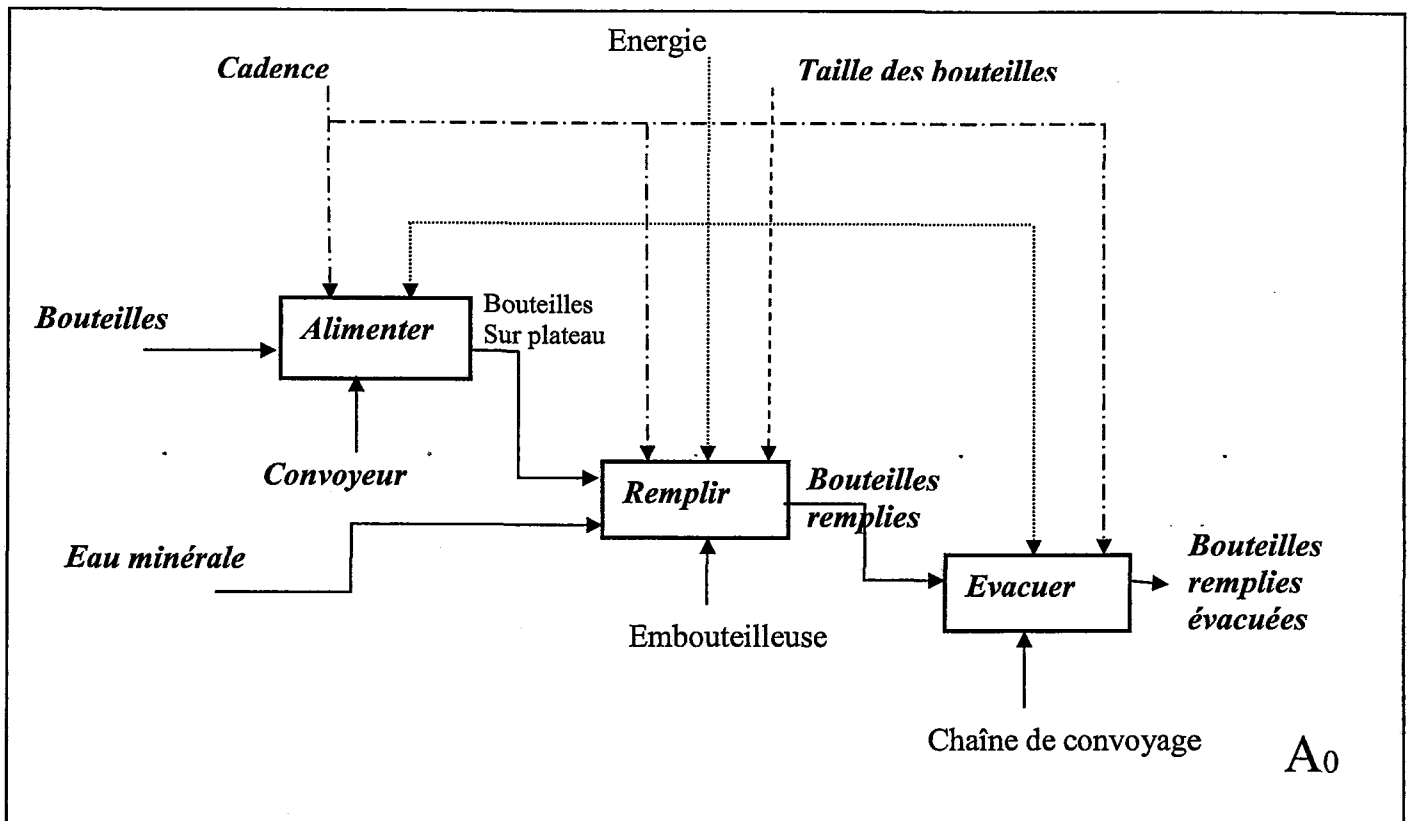 Energie
Cadence
Taille des bouteilles
Bouteilles
Alimenter
Bouteilles
Sur plateau
Convoyeur
Remplir
Bouteilles
remplies
Eau minérale
Embouteilleuse
Evacuer
Bouteilles
remplies
évacuées
Chaîne de convoyage
A0